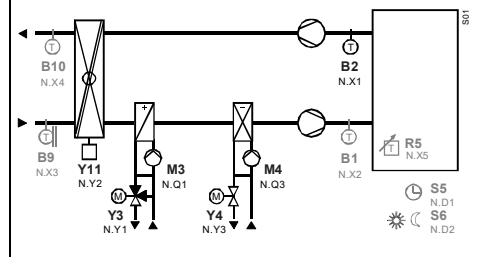 S01
T
T
B10
N.X4
B2
N.X1
+
−
T
T
B9
N.X3
Y11
N.Y2
M3
N.Q1
M4
N.Q3
B1
N.X2
T
R5
N.X5
M
Y3
N.Y1
M
Y4
N.Y3
S5
N.D1
S6
N.D2